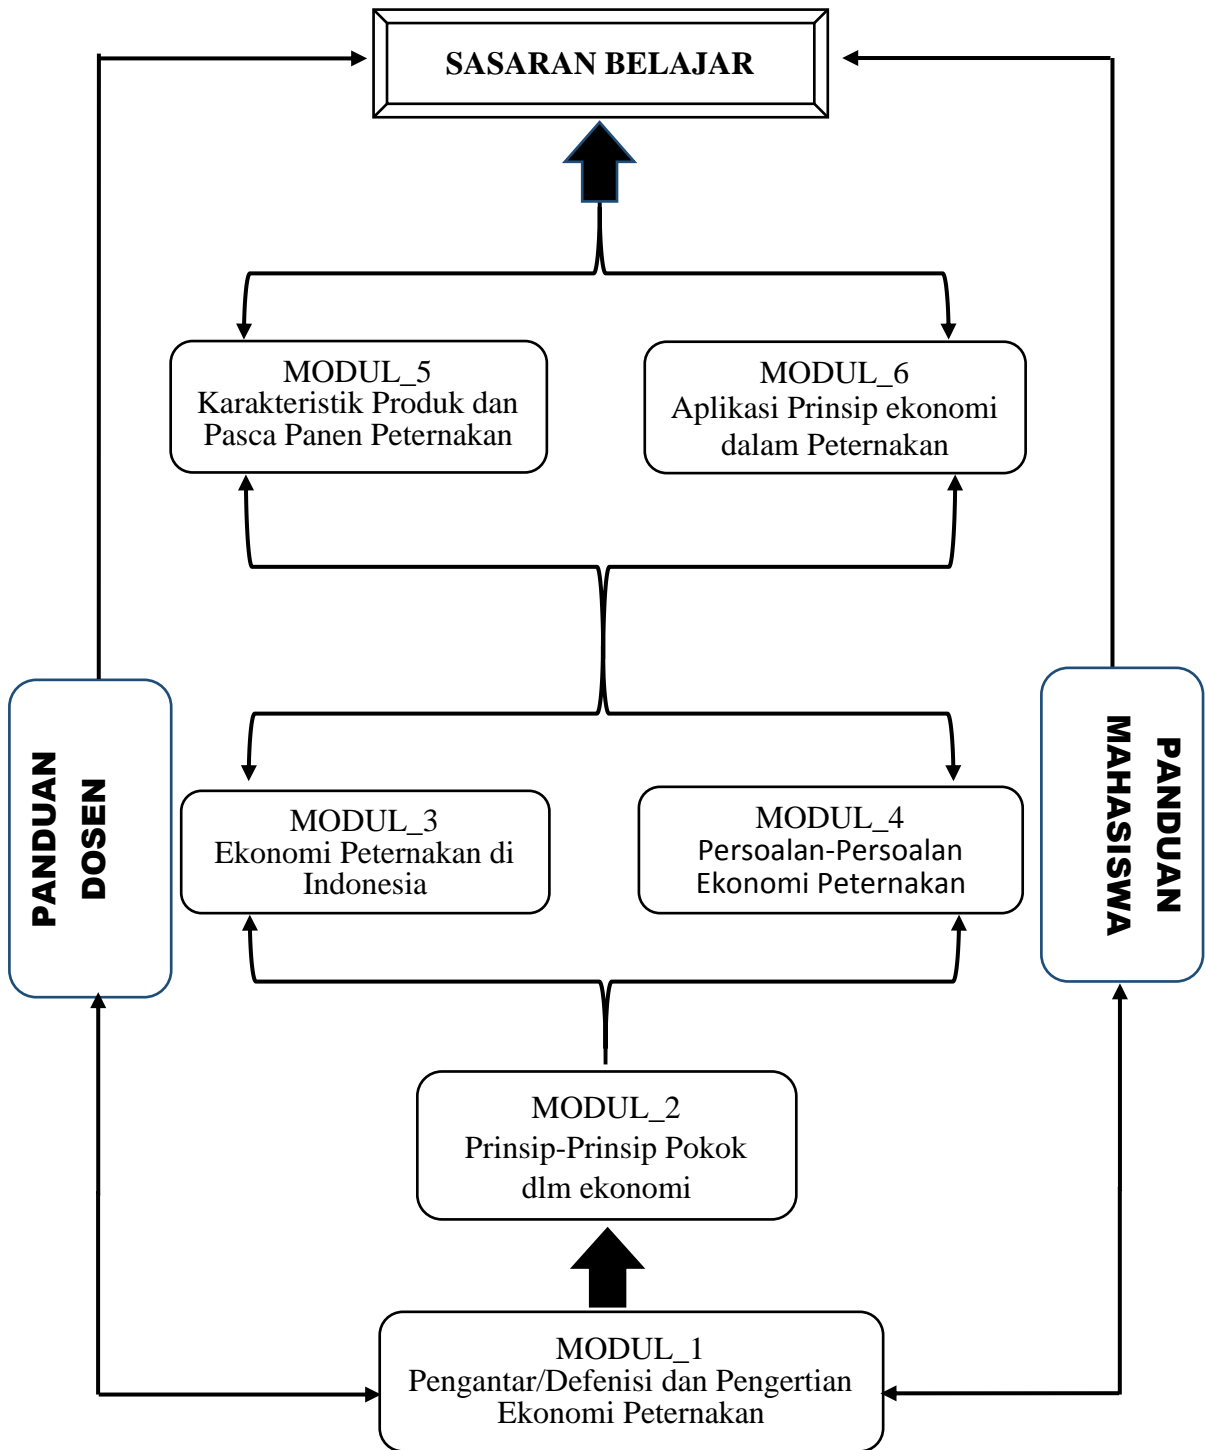 SASARAN BELAJAR
MODUL_5
Karakteristik Produk dan
Pasca Panen Peternakan
MODUL_6
Aplikasi Prinsip ekonomi
dalam Peternakan
PANDUAN
DOSEN
MODUL_3
Ekonomi Peternakan di
Indonesia
MODUL_4
Persoalan-Persoalan
Ekonomi Peternakan
PANDUAN
MAHASISWA
MODUL_2
Prinsip-Prinsip Pokok
dlm ekonomi
MODUL_1
Pengantar/Defenisi dan Pengertian
Ekonomi Peternakan